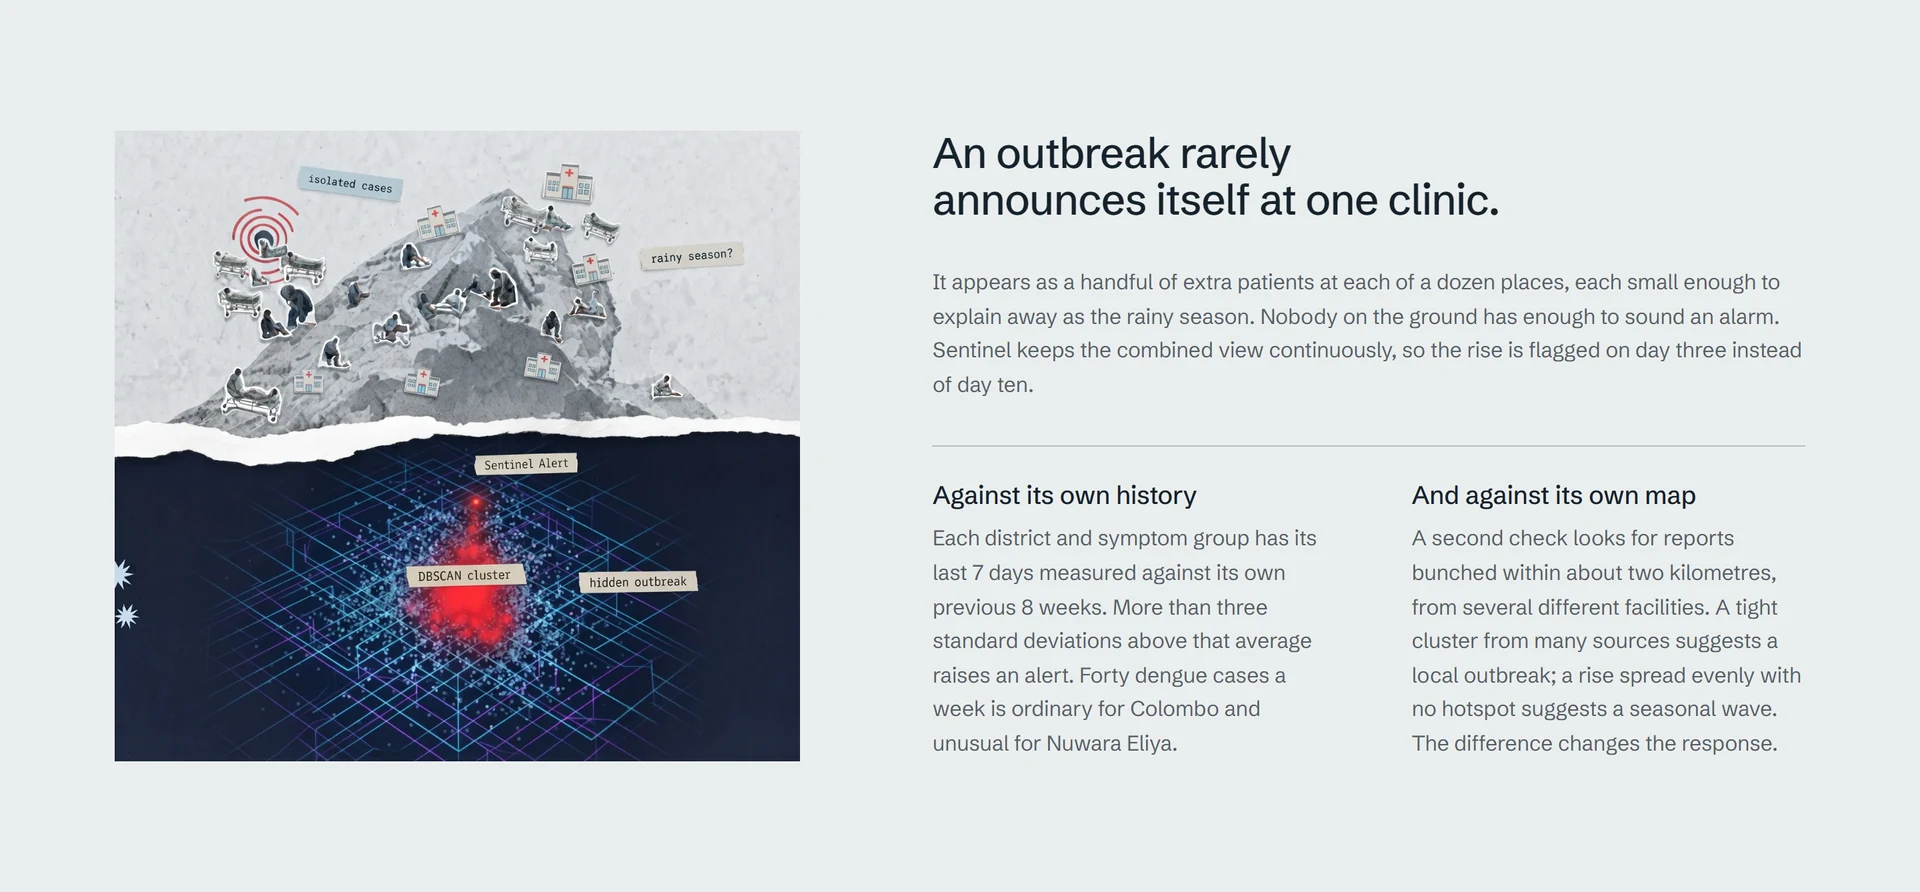 isolated cases
rainy season?
Sentinel Alert
DBSCAN cluster
hidden outbreak
An outbreak rarely
announces itself at one clinic.
It appears as a handful of extra patients at each of a dozen places, each small enough to
explain away as the rainy season. Nobody on the ground has enough to sound an alarm.
Sentinel keeps the combined view continuously, so the rise is flagged on day three instead
of day ten.
Against its own history
Each district and symptom group has its
last 7 days measured against its own
previous 8 weeks. More than three
standard deviations above that average
raises an alert. Forty dengue cases a
week is ordinary for Colombo and
unusual for Nuwara Eliya.
And against its own map
A second check looks for reports
bunched within about two kilometres,
from several different facilities. A tight
cluster from many sources suggests a
local outbreak; a rise spread evenly with
no hotspot suggests a seasonal wave.
The difference changes the response.